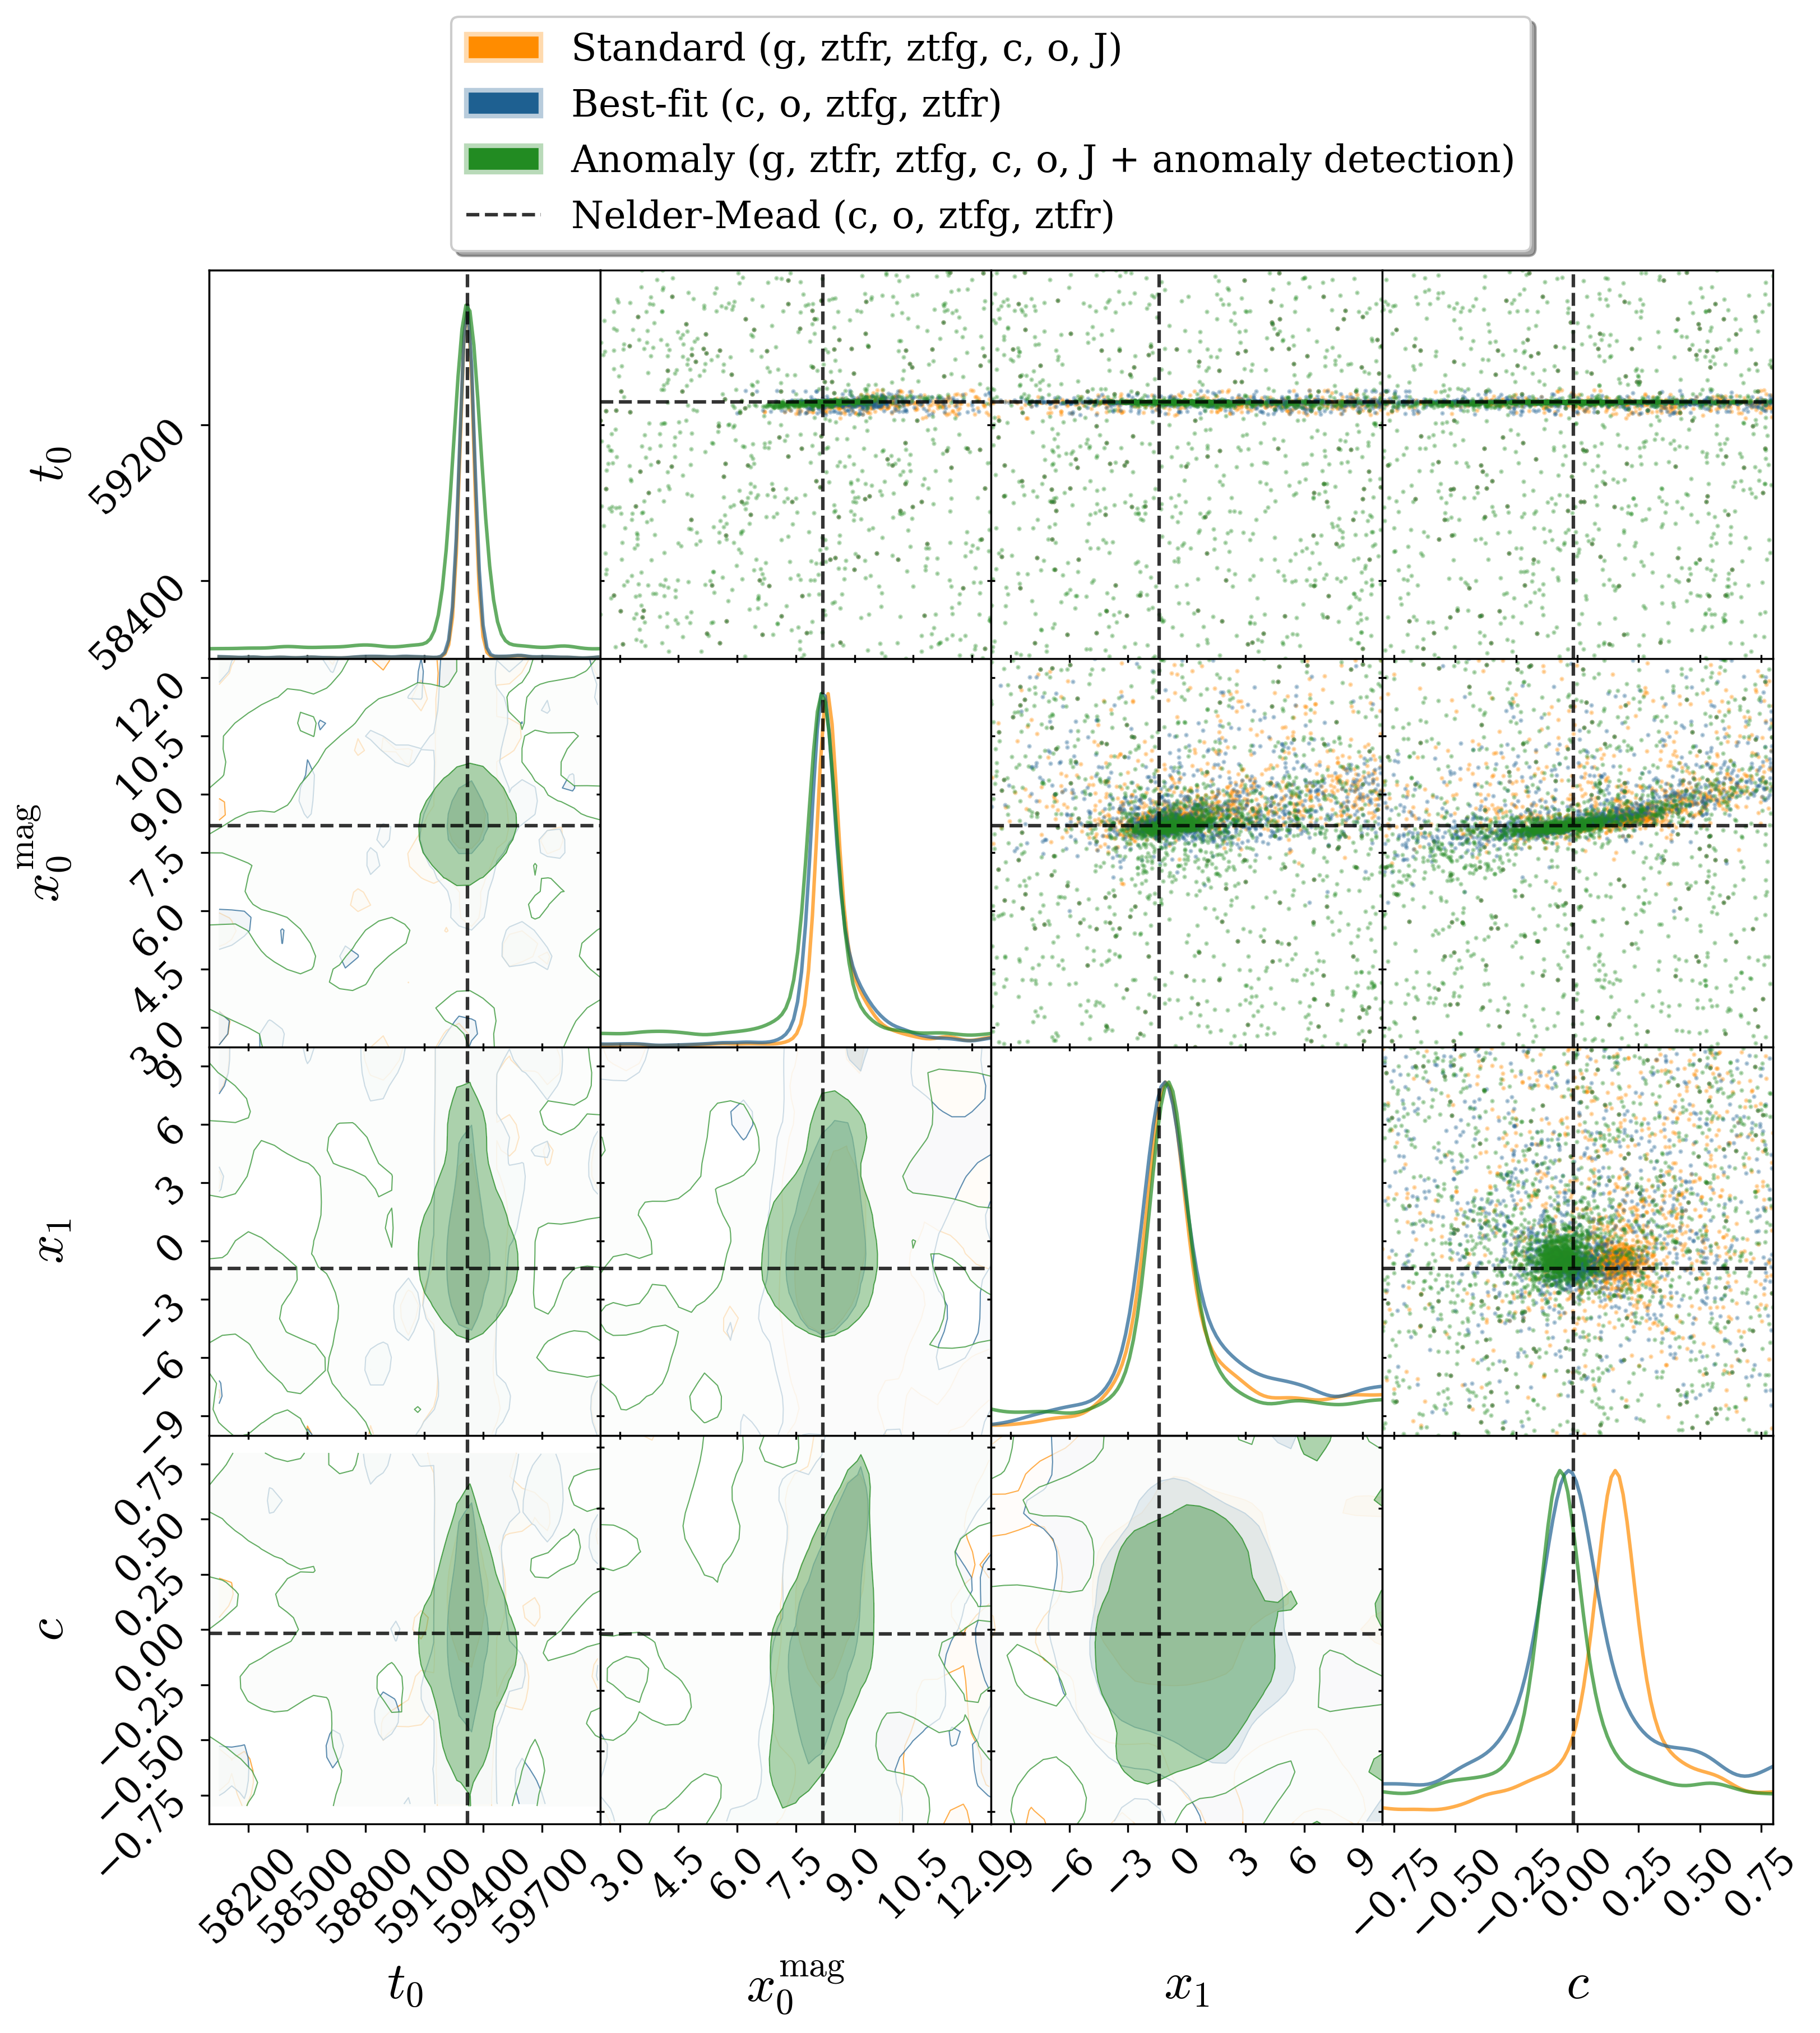 Standard (g, ztfr, ztfg, c, o, J)
Best-fit (c, o, ztfg, ztfr)
Anomaly (g, ztfr, ztfg, c, o, J + anomaly detection)
Nelder-Mead (c, o, ztfg, ztfr)
t₀
59200
58400
x₀^mag
12.0
10.5
9.0
7.5
6.0
4.5
3.0
x₁
9
6
3
0
−3
−6
−9
c
0.75
0.50
0.25
0.00
−0.25
−0.50
−0.75
58200 58500 58800 59100 59400 59700 3.0 4.5 6.0 7.5 9.0 10.5 12.0 −9 −6 −3 0 3 6 9 −0.75 −0.50 −0.25 −0.00 0.25 0.50 0.75
t₀ x₀^mag x₁ c